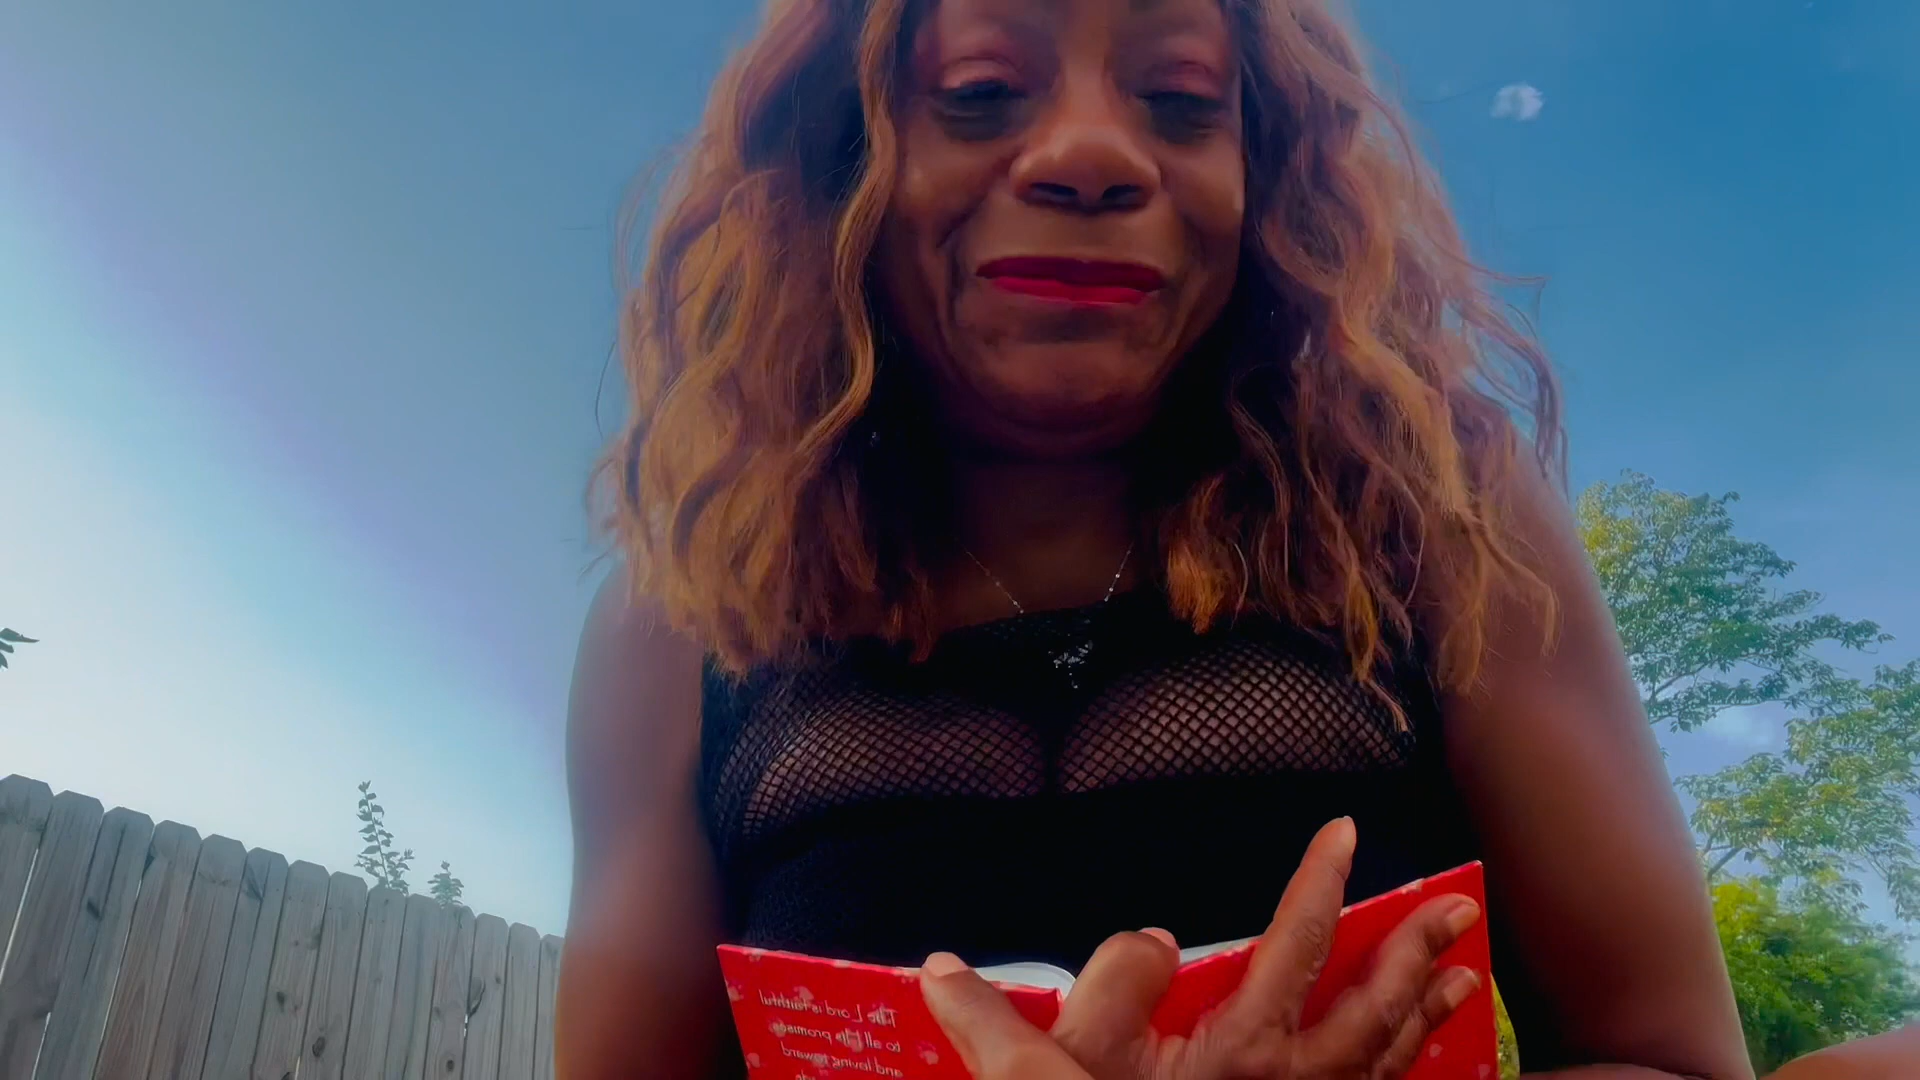 The Lord is faithful
to all His promises
and loving toward